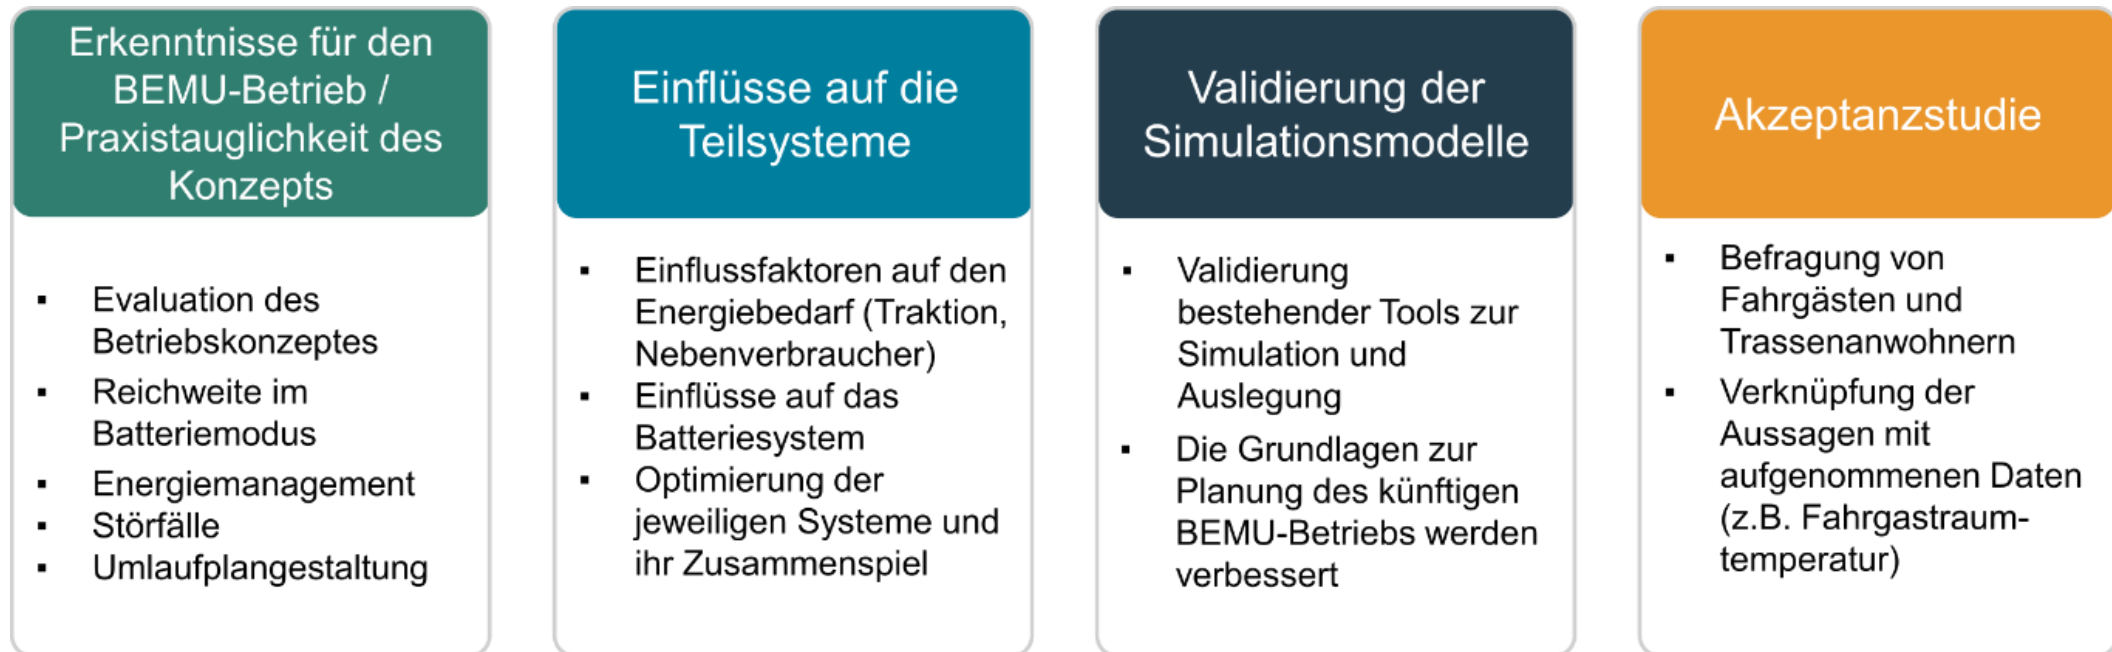 Erkenntnisse für den
BEMU-Betrieb /
Praxistauglichkeit des
Konzepts
▪ Evaluation des
Betriebskonzeptes
▪ Reichweite im
Batteriemodus
▪ Energiemanagement
▪ Störfälle
▪ Umlaufplangestaltung
Einflüsse auf die
Teilsysteme
▪ Einflussfaktoren auf den
Energiebedarf (Traktion,
Nebenverbraucher)
▪ Einflüsse auf das
Batteriesystem
▪ Optimierung der
jeweiligen Systeme und
ihr Zusammenspiel
Validierung der
Simulationsmodelle
▪ Validierung
bestehender Tools zur
Simulation und
Auslegung
▪ Die Grundlagen zur
Planung des künftigen
BEMU-Betriebs werden
verbessert
Akzeptanzstudie
▪ Befragung von
Fahrgästen und
Trassenanwohnern
▪ Verknüpfung der
Aussagen mit
aufgenommenen Daten
(z.B. Fahrgastraum-
temperatur)